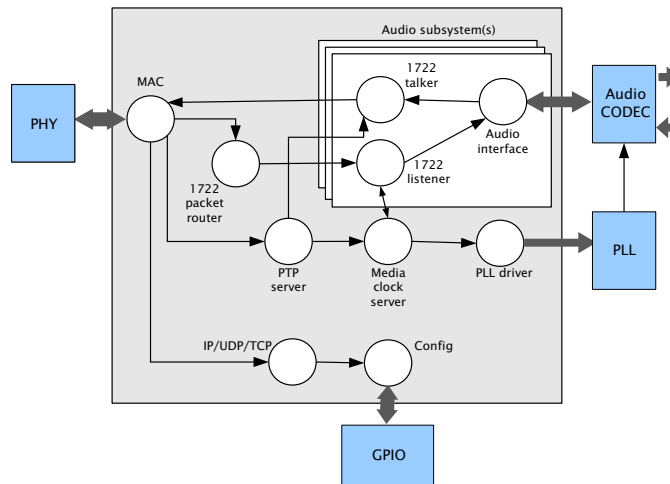 Audio subsystem(s)
MAC
1722
talker
PHY
Audio
CODEC
Audio
interface
1722
packet
router
1722
listener
PTP
server
Media
clock
server
PLL driver
PLL
IP/UDP/TCP
Config
GPIO